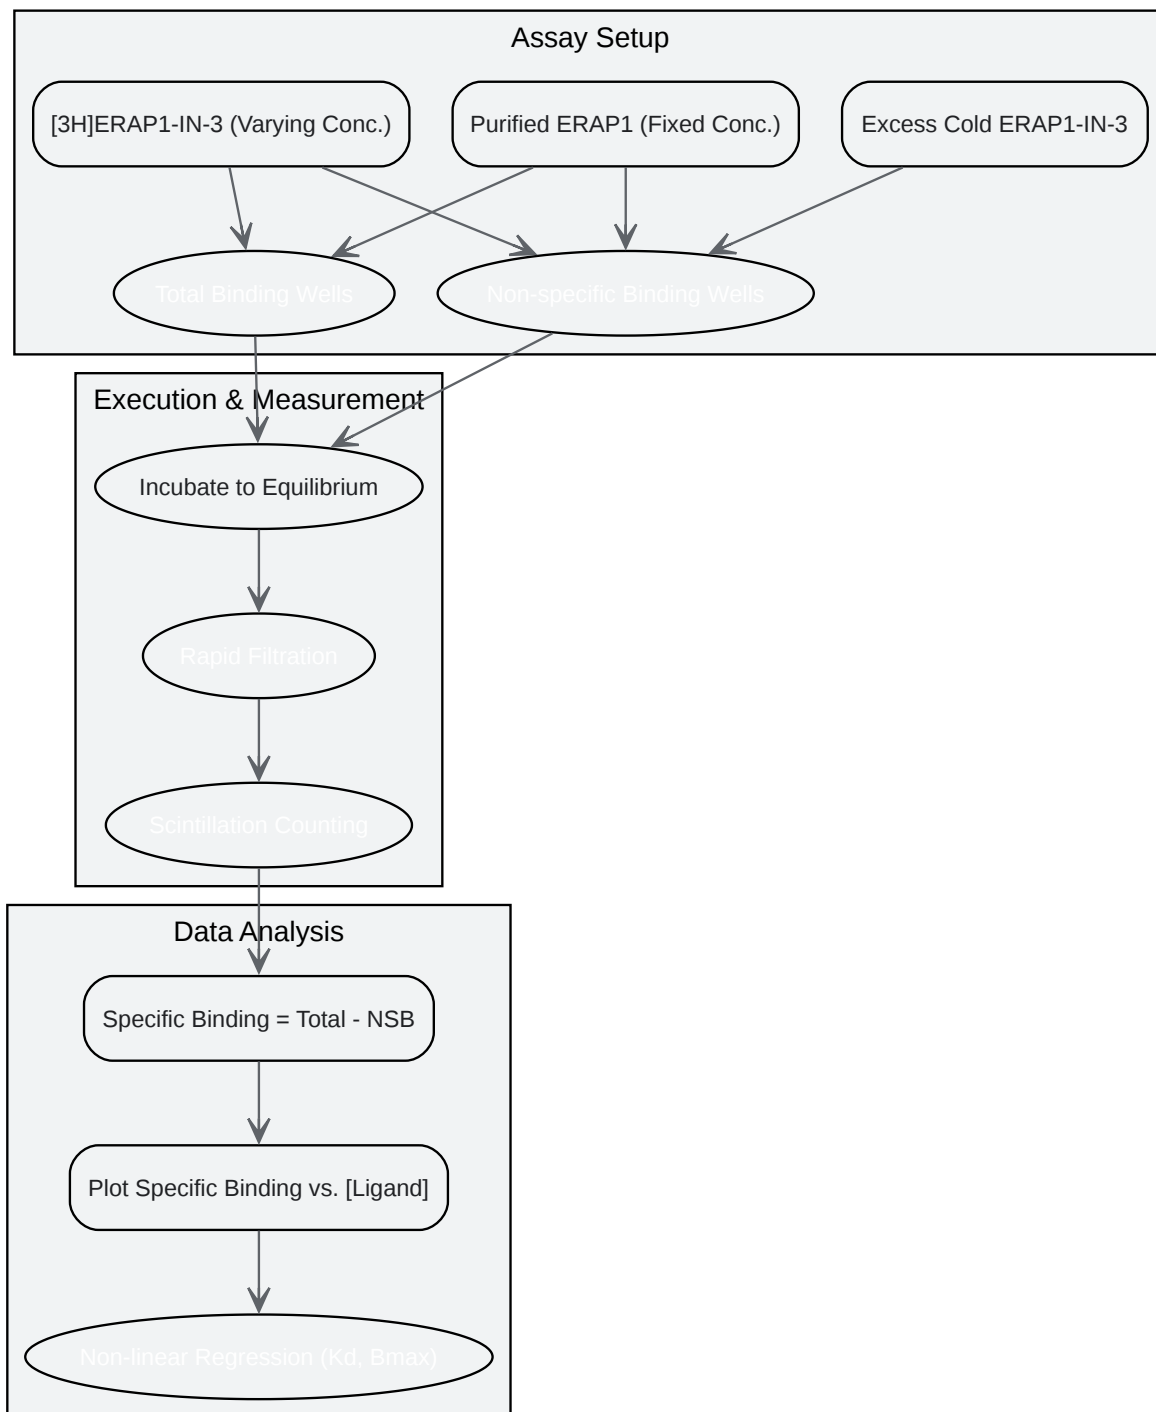 Assay Setup
[3H]ERAP1-IN-3 (Varying Conc.)
Purified ERAP1 (Fixed Conc.)
Excess Cold ERAP1-IN-3
Total Binding Wells
Non-specific Binding Wells
Execution & Measurement
Incubate to Equilibrium
Rapid Filtration
Scintillation Counting
Data Analysis
Specific Binding = Total - NSB
Plot Specific Binding vs. [Ligand]
Non-linear Regression (Kd, Bmax)